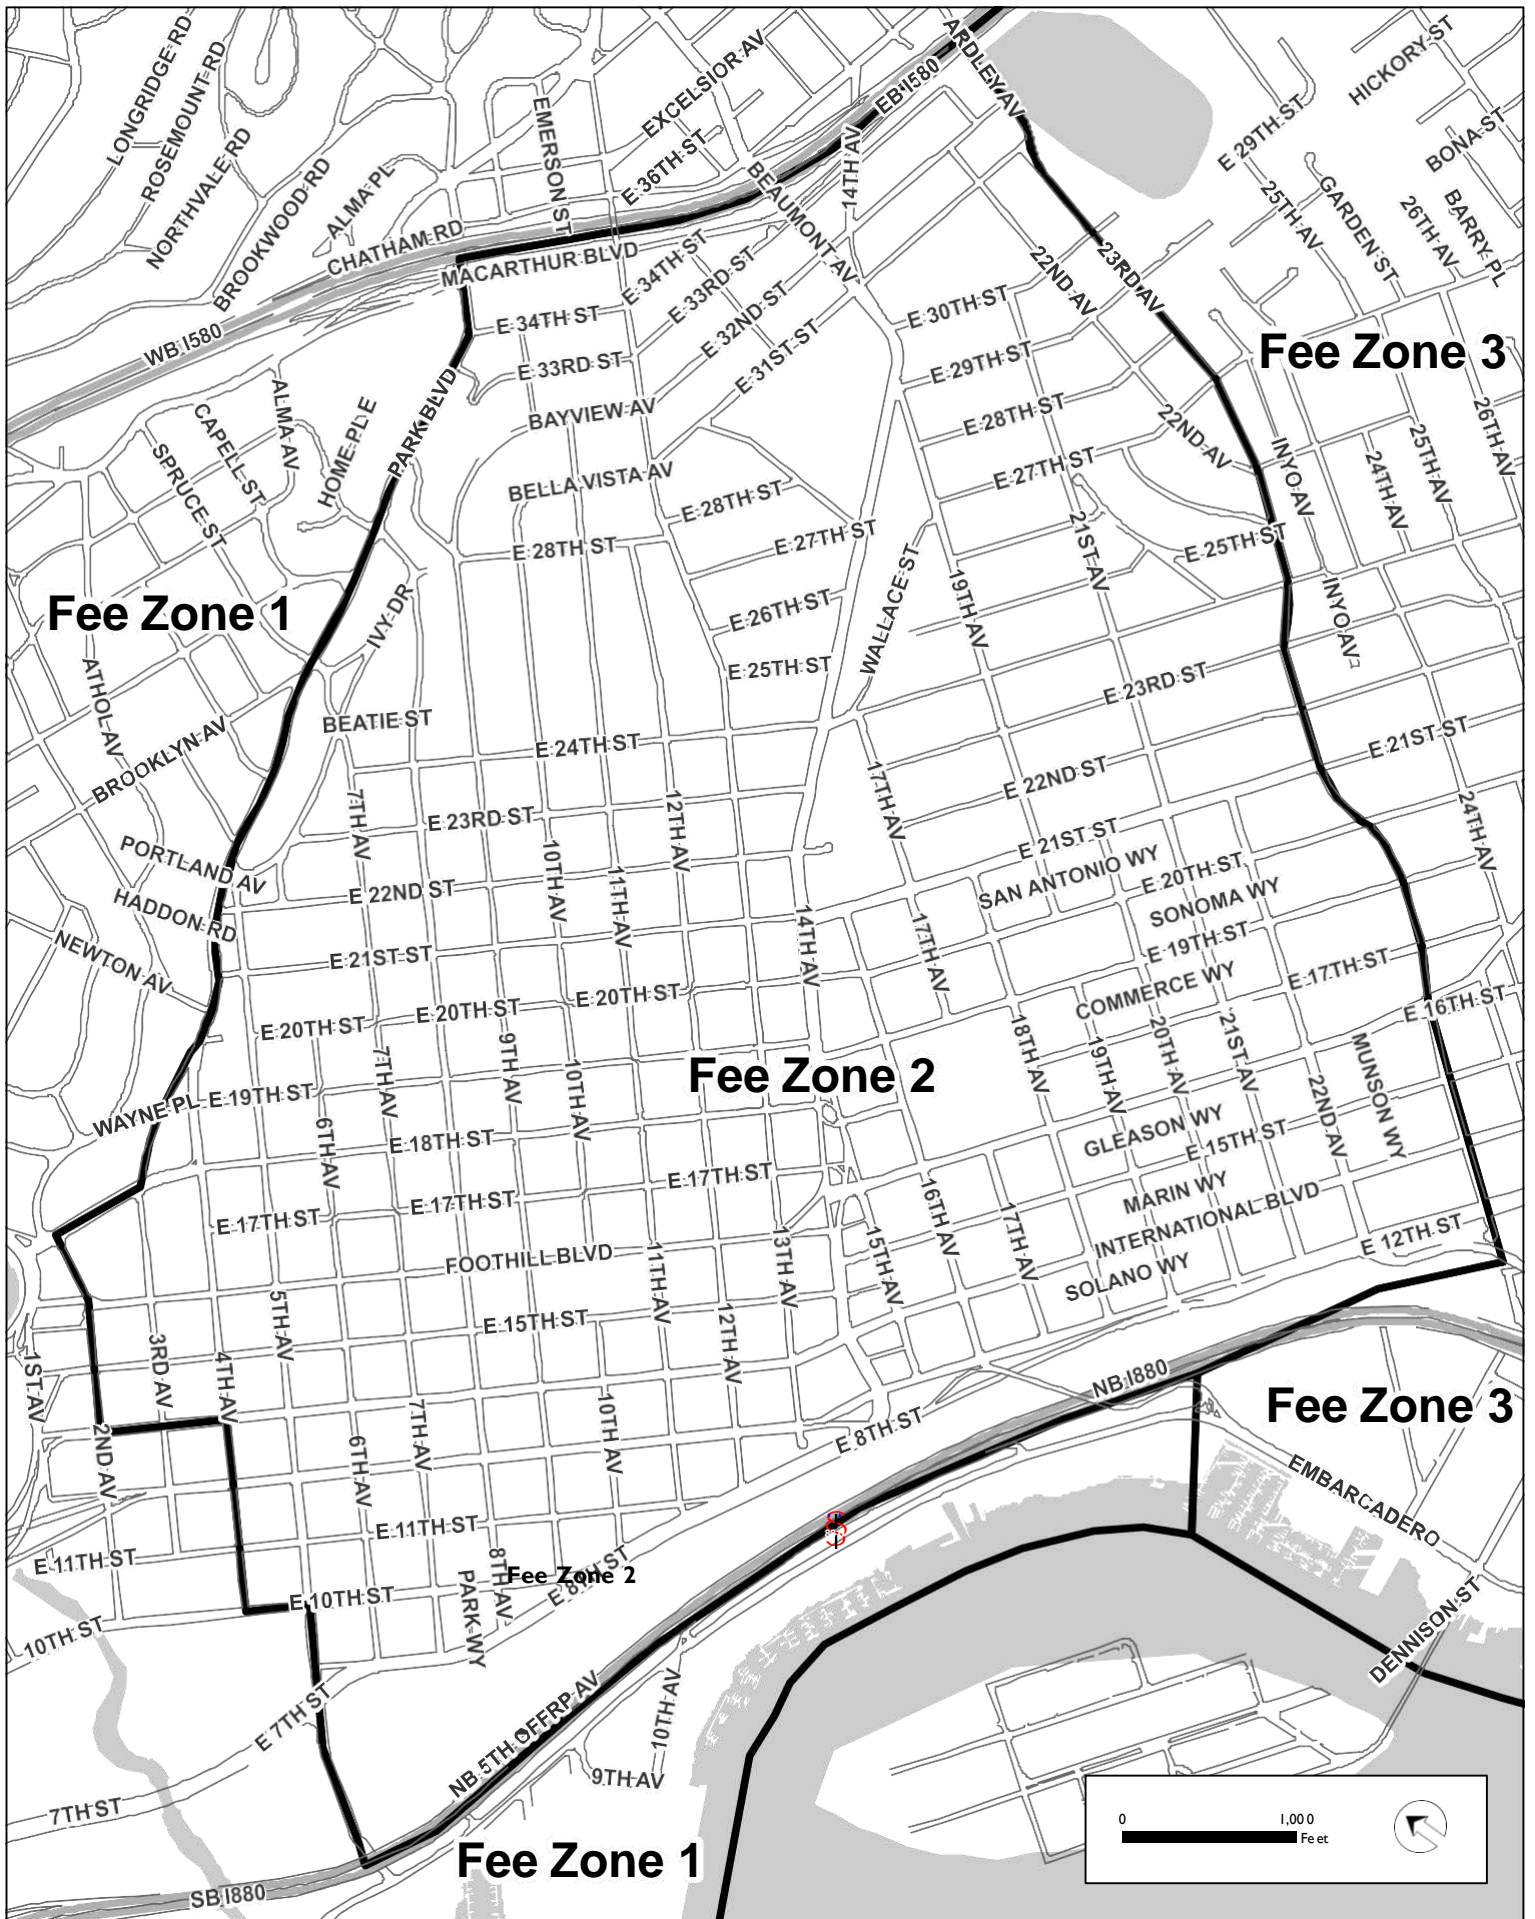 LONGRIDGE RD
ROSEMOUNT RD
NORTHVALE RD
BROOKWOOD RD
ALMA PL
CHATHAM RD
EMERSON ST
EXCELSIOR AV
E 36TH ST
ARDLEY AV
EB I580
14TH AV
BEAUMONT AV
MACARTHUR BLVD
WB I580
HICKORY ST
E 29TH ST
BONA ST
25TH AV
GARDEN ST
26TH AV
BARRY PL
22ND AV
23RD AV
E 34TH ST
E 34TH ST
E 33RD ST
E 33RD ST
E 32ND ST
E 31ST ST
E 30TH ST
E 29TH ST
E 28TH ST
E 27TH ST
22ND AV
Fee Zone 3
26TH AV
25TH AV
24TH AV
INYO AV
INYO AV
PARK BLVD
ALMA AV
CAPELL ST
SPRUCE ST
HOME PL E
BAYVIEW AV
BELLA VISTA AV
E 28TH ST
E 28TH ST
E 27TH ST
E 26TH ST
E 25TH ST
WALLACE ST
19TH AV
21ST AV
E 25TH ST
Fee Zone 1
IVY DR
ATHOL AV
BROOKLYN AV
BEATIE ST
E 24TH ST
E 23RD ST
E 23RD ST
E 22ND ST
E 21ST ST
E 21ST ST
24TH AV
17TH AV
12TH AV
7TH AV
10TH AV
11TH AV
PORTLAND AV
HADDON RD
NEWTON AV
E 22ND ST
E 21ST ST
E 20TH ST
E 20TH ST
E 20TH ST
14TH AV
17TH AV
SAN ANTONIO WY
E 20TH ST
SONOMA WY
E 19TH ST
COMMERCE WY
E 17TH ST
E 16TH ST
WAYNE PL
E 19TH ST
7TH AV
9TH AV
10TH AV
Fee Zone 2
18TH AV
19TH AV
20TH AV
21ST AV
22ND AV
MUNSON WY
6TH AV
E 18TH ST
E 17TH ST
E 17TH ST
E 17TH ST
GLEASON WY
E 15TH ST
MARIN WY
INTERNATIONAL BLVD
SOLANO WY
E 12TH ST
16TH AV
17TH AV
15TH AV
13TH AV
FOOTHILL BLVD
11TH AV
E 15TH ST
12TH AV
5TH AV
4TH AV
3RD AV
1ST AV
2ND AV
6TH AV
7TH AV
10TH AV
E 8TH ST
NB I880
Fee Zone 3
EMBARCADERO
E 11TH ST
E 11TH ST
8TH AV
Fee Zone 2
E 8TH ST
E 10TH ST
10TH ST
PARK WY
DENNISON ST
E 7TH ST
NB 5TH OFFRP AV
10TH AV
9TH AV
7TH ST
Fee Zone 1
SB I880
0 1,000
Feet